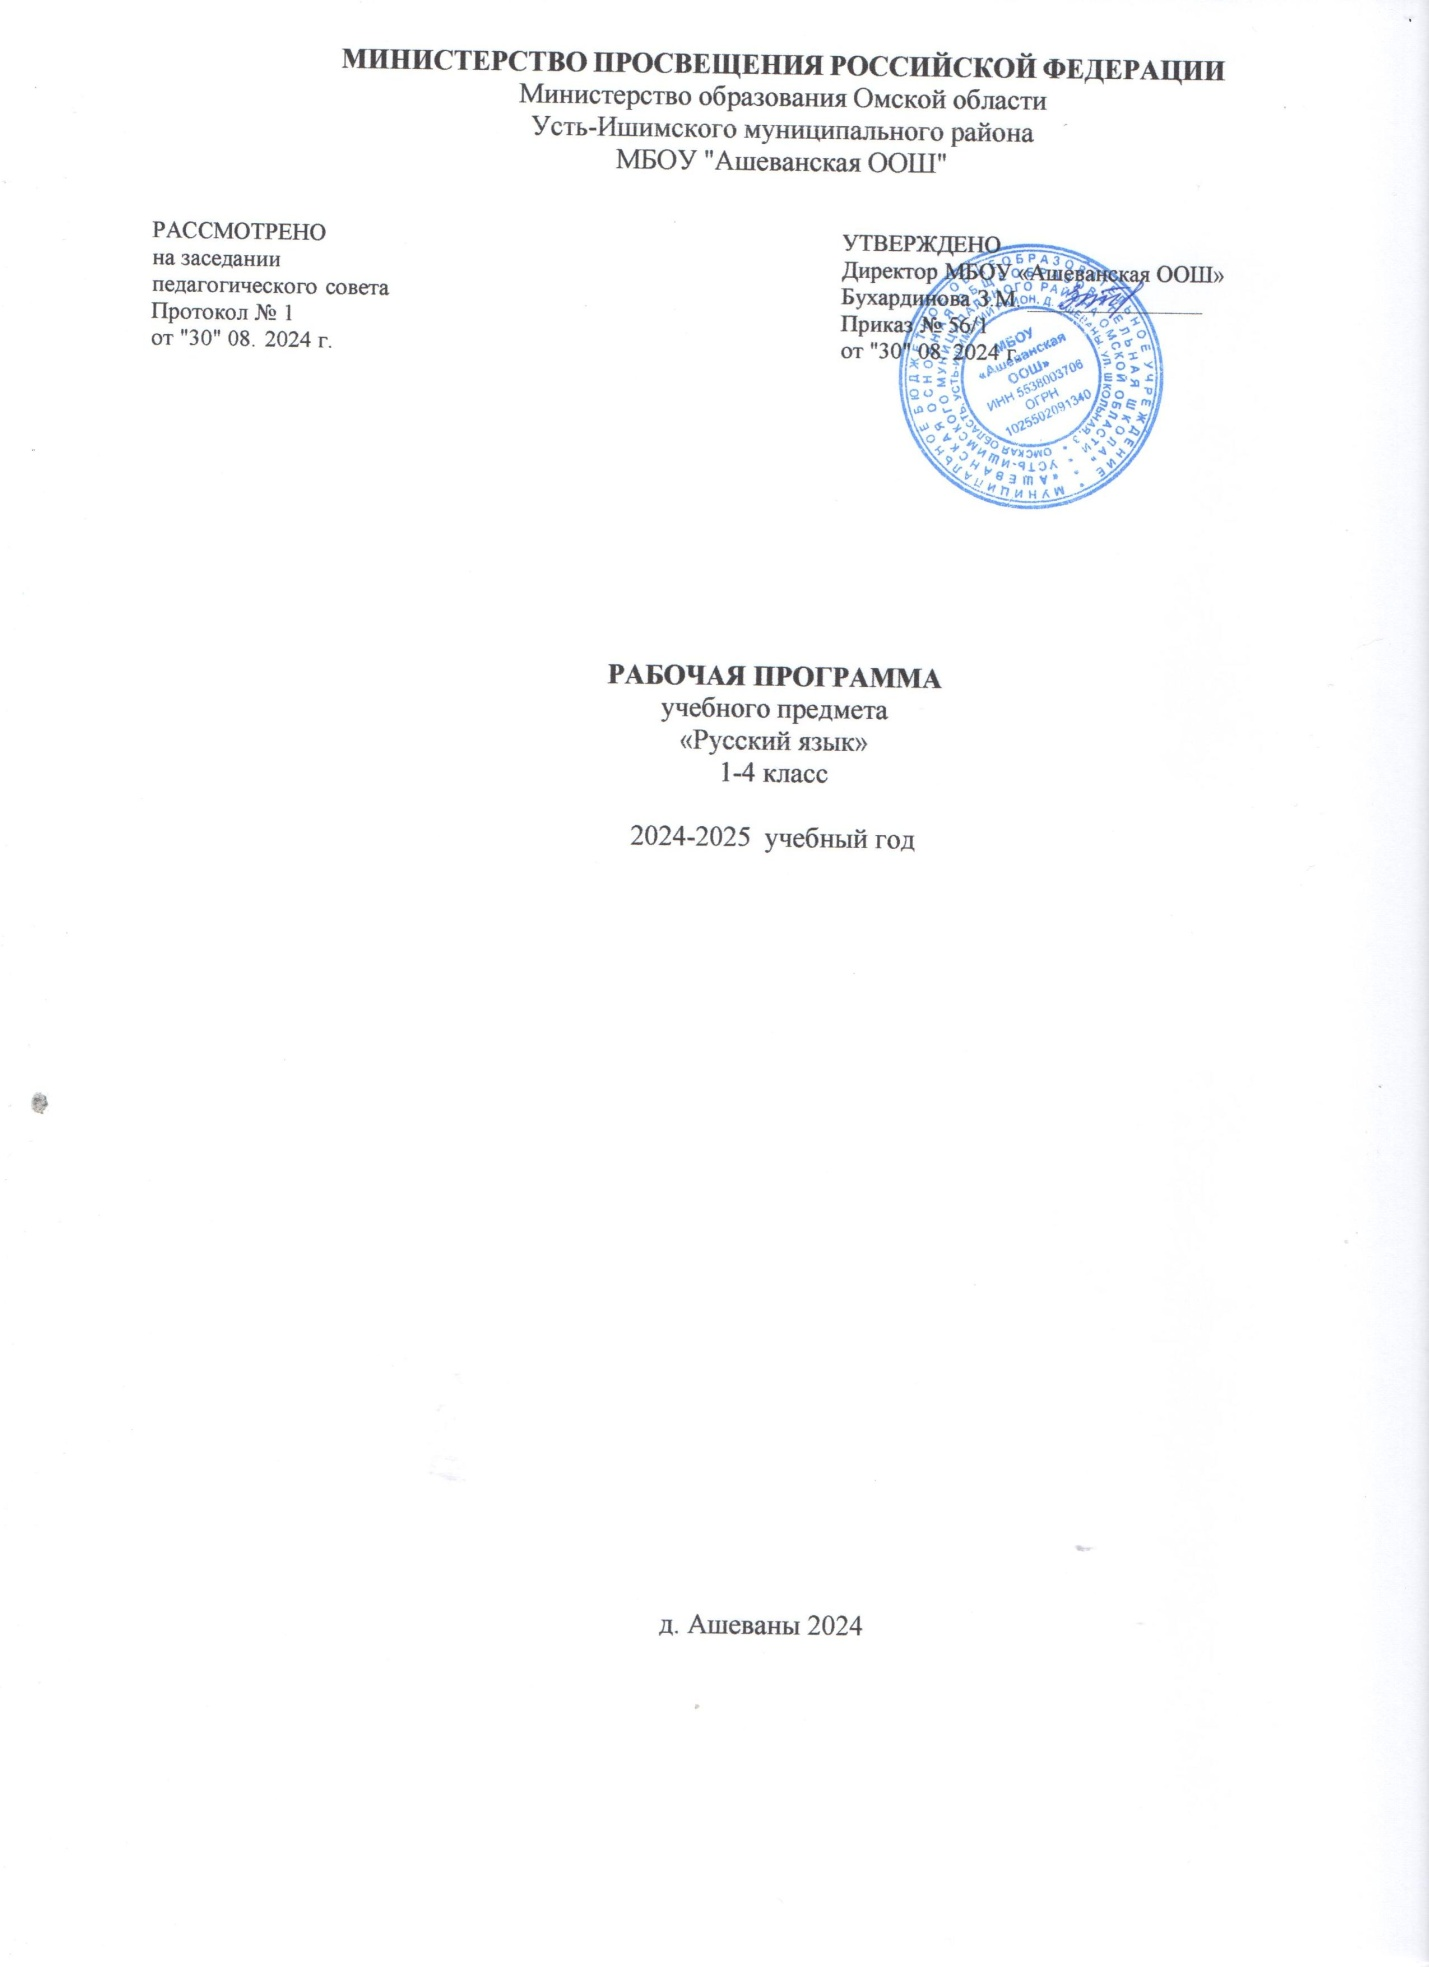 МИНИСТЕРСТВО ПРОСВЕЩЕНИЯ РОССИЙСКОЙ ФЕДЕРАЦИИ
Министерство образования Омской области
Усть-Ишимского муниципального района
МБОУ "Ашеванская ООШ"
РАССМОТРЕНО
на заседании
педагогического совета
Протокол № 1
от "30" 08. 2024 г.
УТВЕРЖДЕНО
Директор МБОУ «Ашеванская ООШ»
Бухардинова З.М.
Приказ № 56/1
от "30" 08. 2024 г.
МБОУ
«Ашеванская
ООШ»
ИНН 5538003706
ОГРН
1025502091340
РАБОЧАЯ ПРОГРАММА
учебного предмета
«Русский язык»
1-4 класс
2024-2025 учебный год
д. Ашеваны 2024